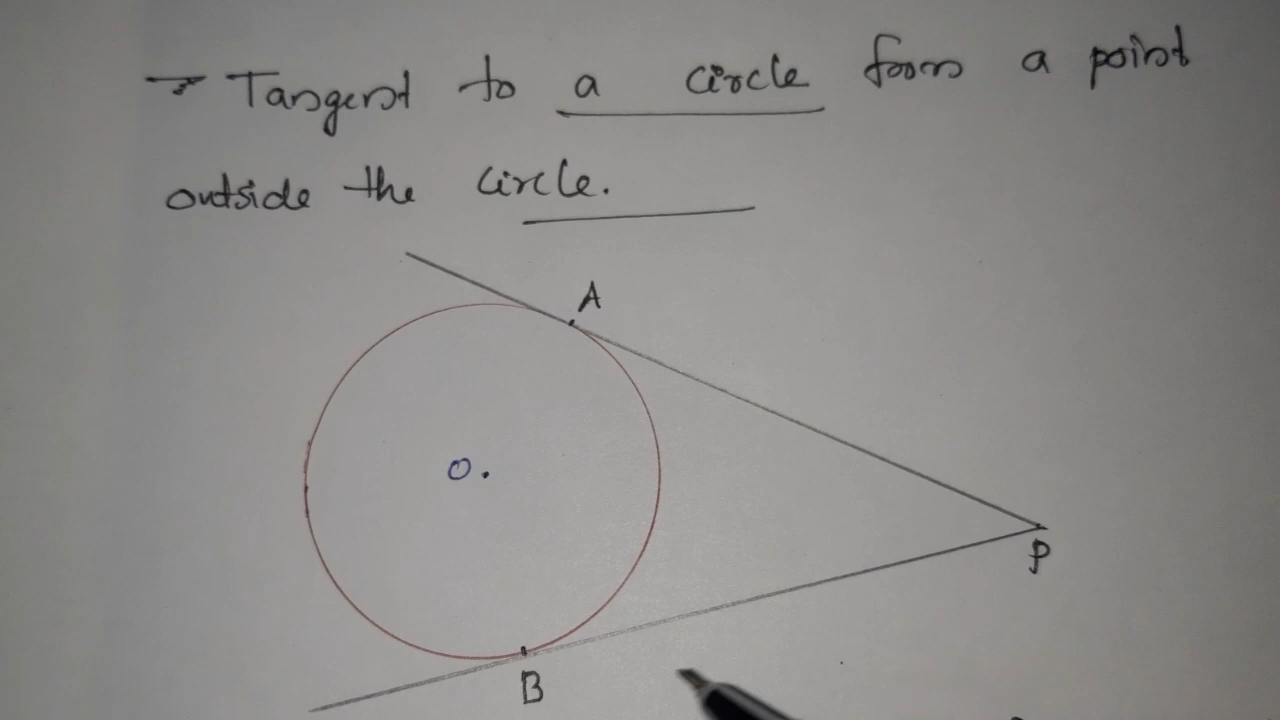 → Tangent to a circle from a point
outside the circle.
A
O.
P
B